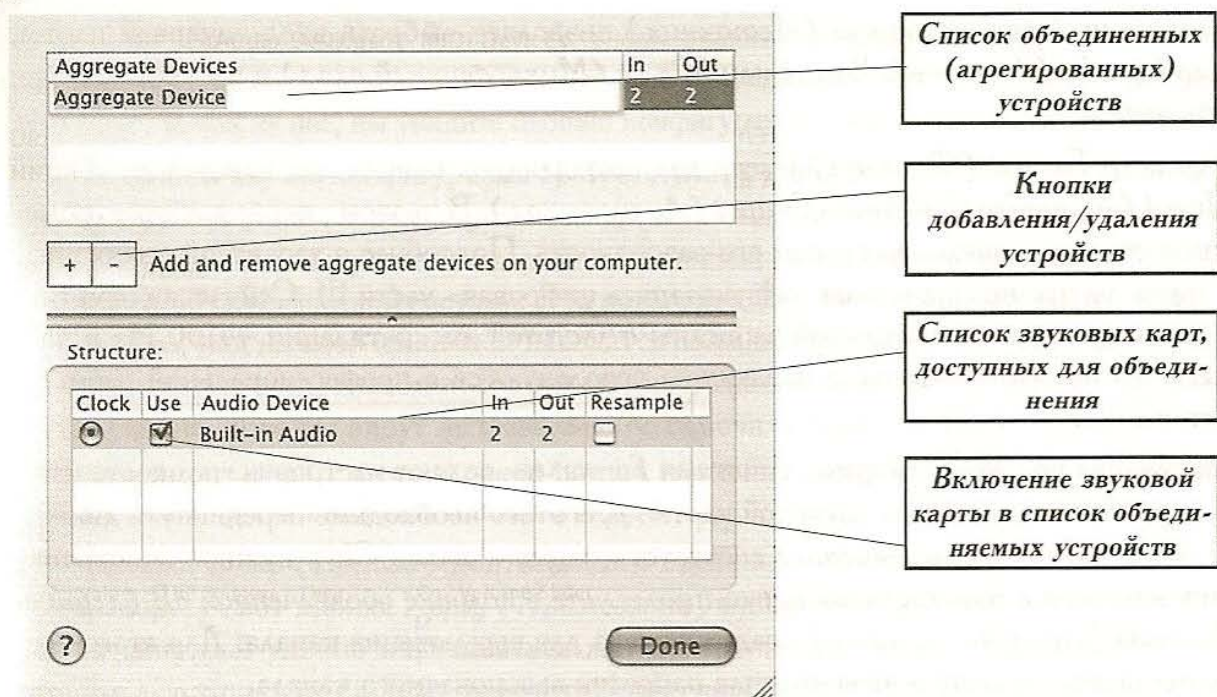 Aggregate Devices In Out
Aggregate Device 2 2
+ - Add and remove aggregate devices on your computer.
Structure:
Clock Use Audio Device In Out Resample
Built-in Audio 2 2
? Done
Список объединенных
(агрегированных)
устройств
Кнопки
добавления/удаления
устройств
Список звуковых карт,
доступных для объеди-
нения
Включение звуковой
карты в список объеди-
няемых устройств